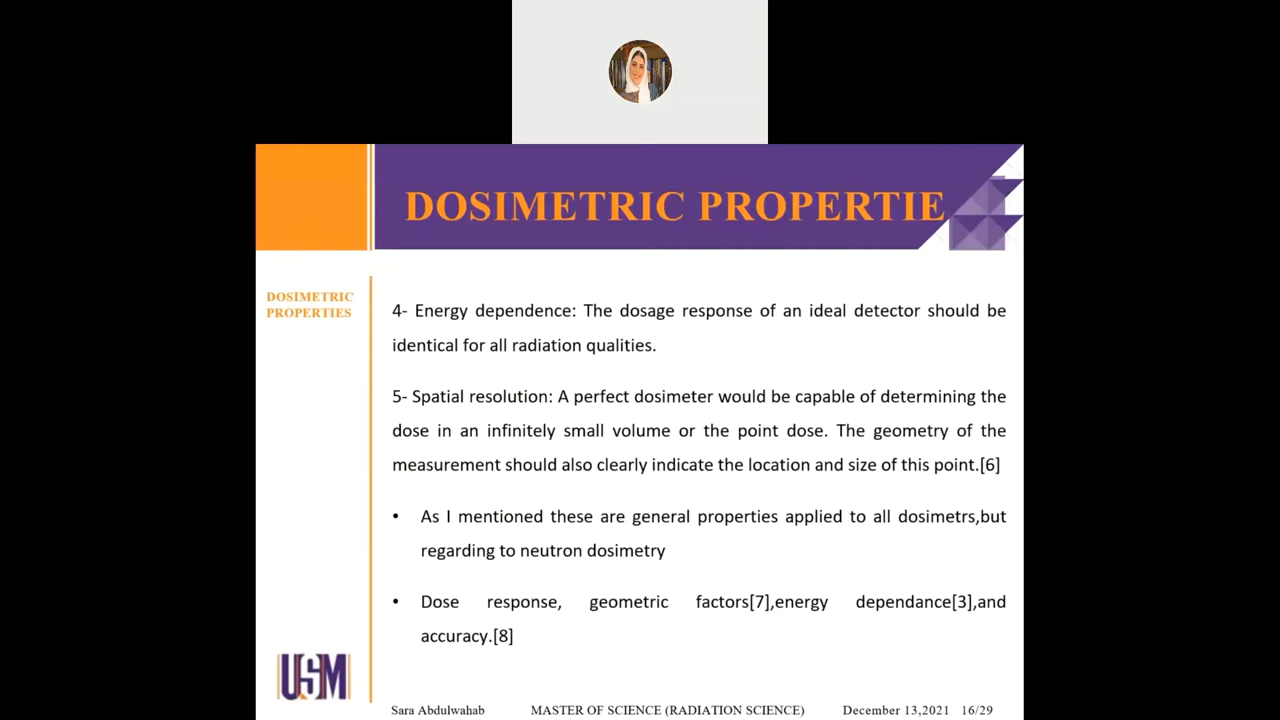 DOSIMETRIC PROPERTIE
DOSIMETRIC
PROPERTIES
4- Energy dependence: The dosage response of an ideal detector should be
identical for all radiation qualities.
5- Spatial resolution: A perfect dosimeter would be capable of determining the
dose in an infinitely small volume or the point dose. The geometry of the
measurement should also clearly indicate the location and size of this point.[6]
• As I mentioned these are general properties applied to all dosimetrs,but
regarding to neutron dosimetry
• Dose response, geometric factors[7],energy dependance[3],and
accuracy.[8]
USM
Sara Abdulwahab MASTER OF SCIENCE (RADIATION SCIENCE) December 13,2021 16/29